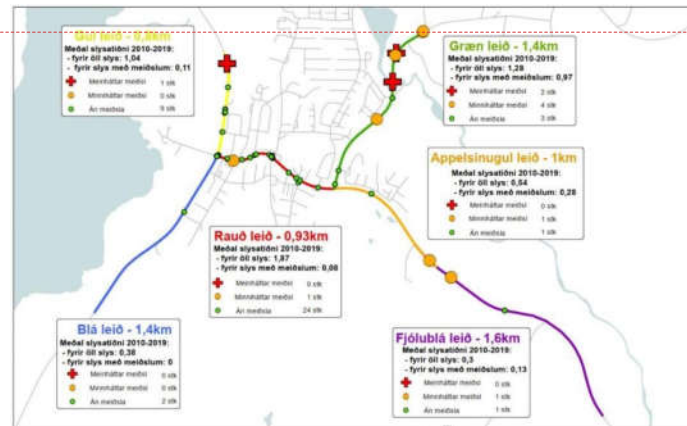 Gul leið - 0,8km
Meðal slysatíðni 2010-2019:
- fyrir öll slys: 1,04
- fyrir slys með meiðslum: 0,11
Meinháttar meiðsl 1 stk
Minniháttar meiðsl 0 stk
Án meiðsla 9 stk
Græn leið - 1,4km
Meðal slysatíðni 2010-2019:
- fyrir öll slys: 1,28
- fyrir slys með meiðslum: 0,97
Meinháttar meiðsl 2 stk
Minniháttar meiðsl 4 stk
Án meiðsla 3 stk
Appelsínugul leið - 1km
Meðal slysatíðni 2010-2019:
- fyrir öll slys: 0,54
- fyrir slys með meiðslum: 0,28
Meinháttar meiðsl 0 stk
Minniháttar meiðsl 1 stk
Án meiðsla 1 stk
Rauð leið - 0,93km
Meðal slysatíðni 2010-2019:
- fyrir öll slys: 1,87
- fyrir slys með meiðslum: 0,08
Meinháttar meiðsl 0 stk
Minniháttar meiðsl 1 stk
Án meiðsla 24 stk
Blá leið - 1,4km
Meðal slysatíðni 2010-2019:
- fyrir öll slys: 0,38
- fyrir slys með meiðslum: 0
Meinháttar meiðsl 0 stk
Minniháttar meiðsl 0 stk
Án meiðsla 2 stk
Fjólublá leið - 1,6km
Meðal slysatíðni 2010-2019:
- fyrir öll slys: 0,3
- fyrir slys með meiðslum: 0,13
Meinháttar meiðsl 0 stk
Minniháttar meiðsl 1 stk
Án meiðsla 1 stk